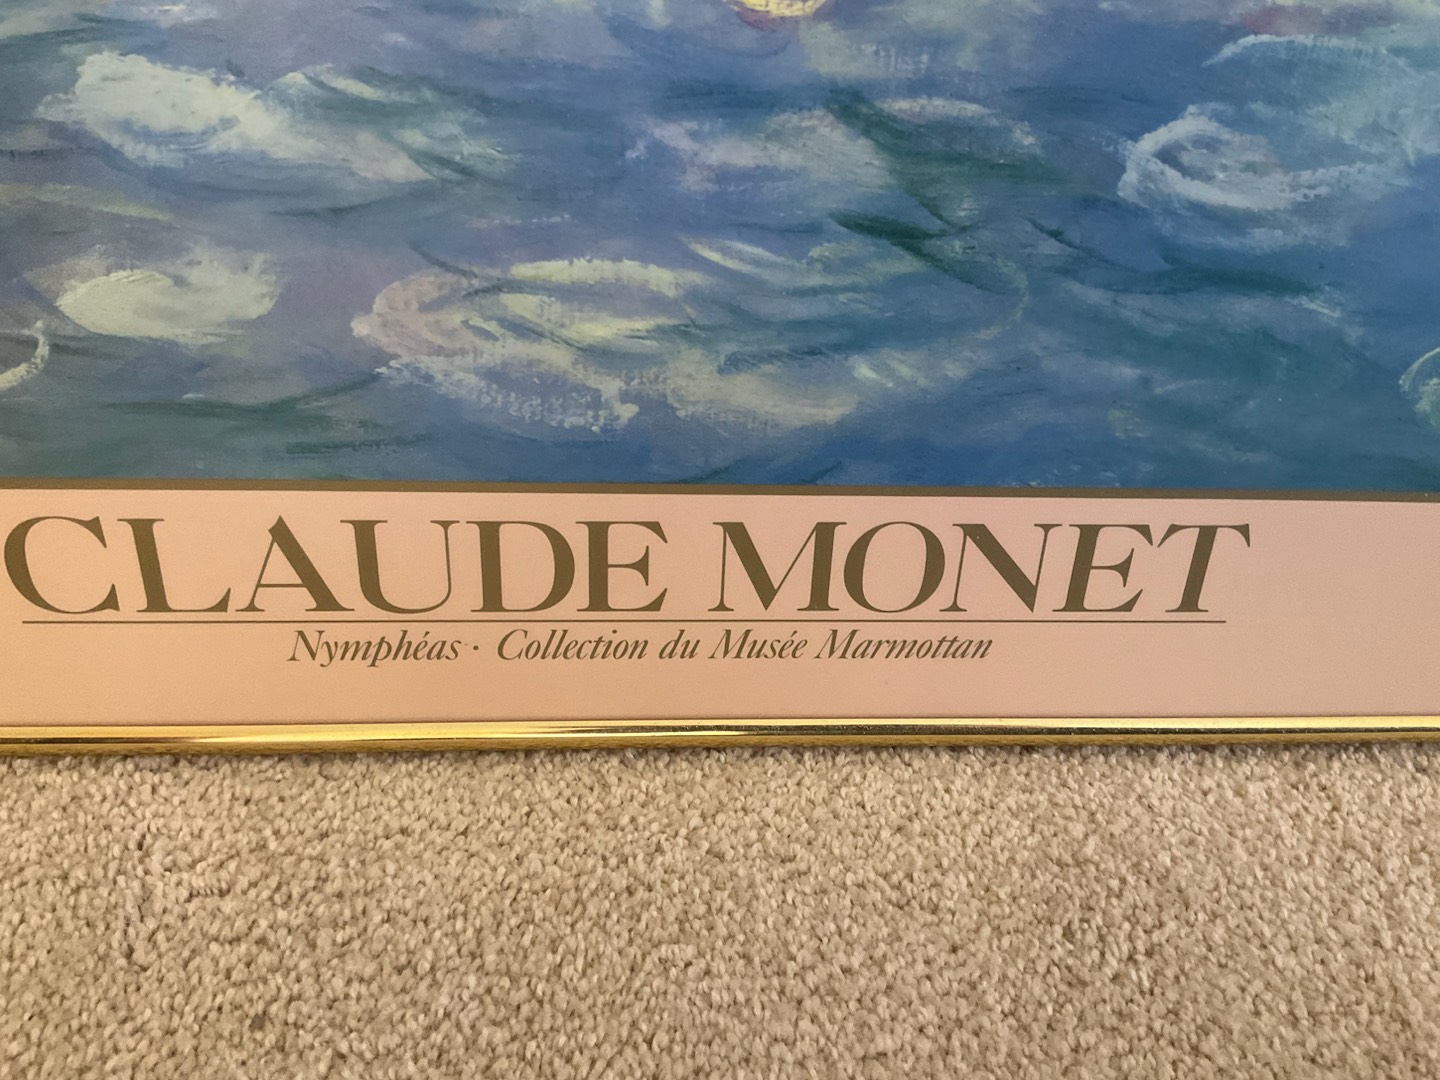 CLAUDE MONET
Nymphéas · Collection du Musée Marmottan